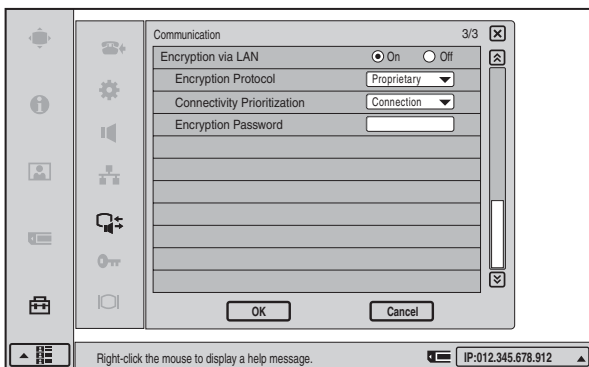 Communication 3/3
Encryption via LAN On Off
Encryption Protocol Proprietary
Connectivity Prioritization Connection
Encryption Password
OK Cancel
Right-click the mouse to display a help message. IP:012.345.678.912